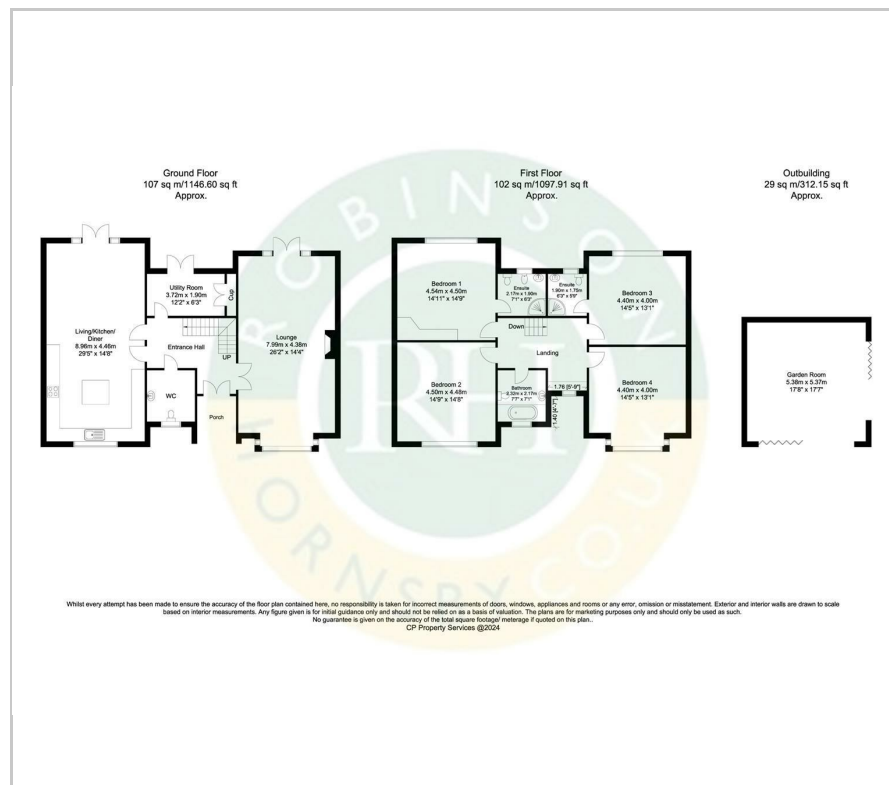 Ground Floor
107 sq m/1146.60 sq ft
Approx.
First Floor
102 sq m/1097.91 sq ft
Approx.
Outbuilding
29 sq m/312.15 sq ft
Approx.
Utility Room
3.72m x 1.90m
12'2" x 6'3"
Cup
Living/Kitchen/
Diner
8.96m x 4.46m
29'5" x 14'8"
Entrance Hall
UP
Lounge
7.99m x 4.38m
26'2" x 14'4"
WC
Porch
Bedroom 1
4.54m x 4.50m
14'11" x 14'9"
Ensuite
2.17m x 1.90m
7'1" x 6'3"
Ensuite
1.90m x 1.75m
6'3" x 5'9"
Bedroom 3
4.40m x 4.00m
14'5" x 13'1"
Down
Landing
Bedroom 2
4.50m x 4.48m
14'9" x 14'8"
Bathroom
2.32m x 2.17m
7'7" x 7'1"
1.76 [5'-9"]
1.40 [4'-7"]
Bedroom 4
4.40m x 4.00m
14'5" x 13'1"
Garden Room
5.38m x 5.37m
17'8" x 17'7"
ROBINSON
RH
HORNSBY CO.UK
Whilst every attempt has been made to ensure the accuracy of the floor plan contained here, no responsibility is taken for incorrect measurements of doors, windows, appliances and rooms or any error, omission or misstatement. Exterior and interior walls are drawn to scale
based on interior measurements. Any figure given is for initial guidance only and should not be relied on as a basis of valuation. The plans are for marketing purposes only and should only be used as such.
No guarantee is given on the accuracy of the total square footage/ meterage if quoted on this plan..
CP Property Services @2024